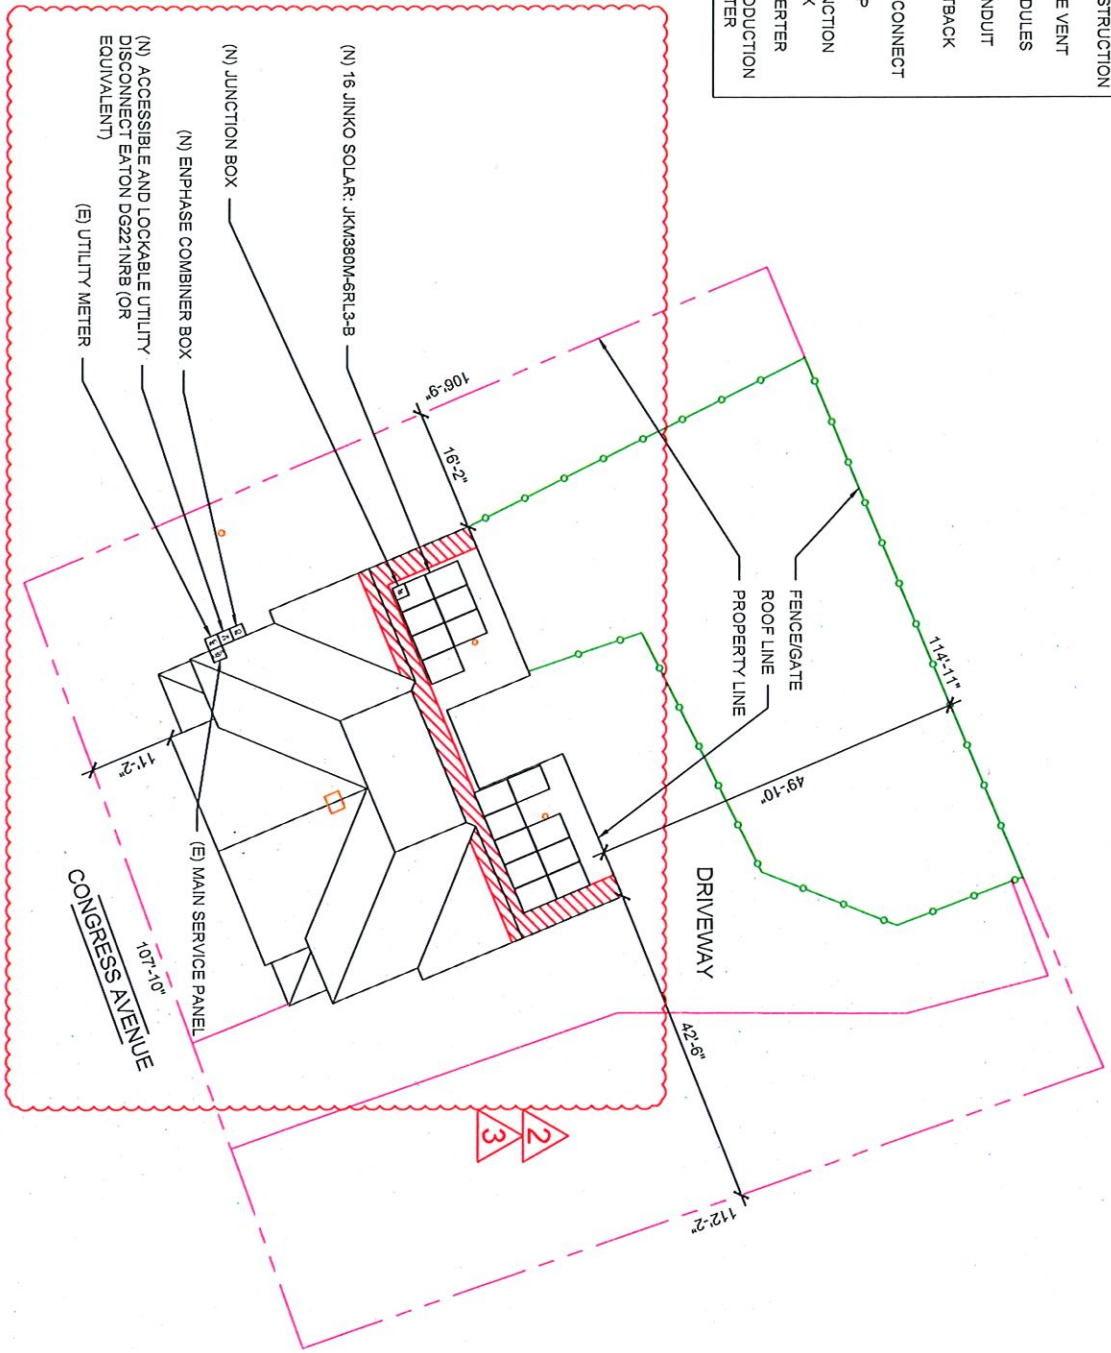 STRUCTION
E VENT
DULES
NDUIT
TBACK
CONNECT
P
NCTION
X
ERTER
ODUCTION
TER
(N) 16 JINKO SOLAR: JKM380M-6RL3-B
(N) JUNCTION BOX
(N) ENPHASE COMBINER BOX
(N) ACCESSIBLE AND LOCKABLE UTILITY
DISCONNECT EATON DG221NRB (OR
EQUIVALENT)
(E) UTILITY METER
(E) MAIN SERVICE PANEL
FENCE/GATE
ROOF LINE
PROPERTY LINE
DRIVEWAY
CONGRESS AVENUE
106'-9"
16'-2"
114'-11"
49'-10"
42'-6"
112'-2"
11'-2"
107'-10"
2
3